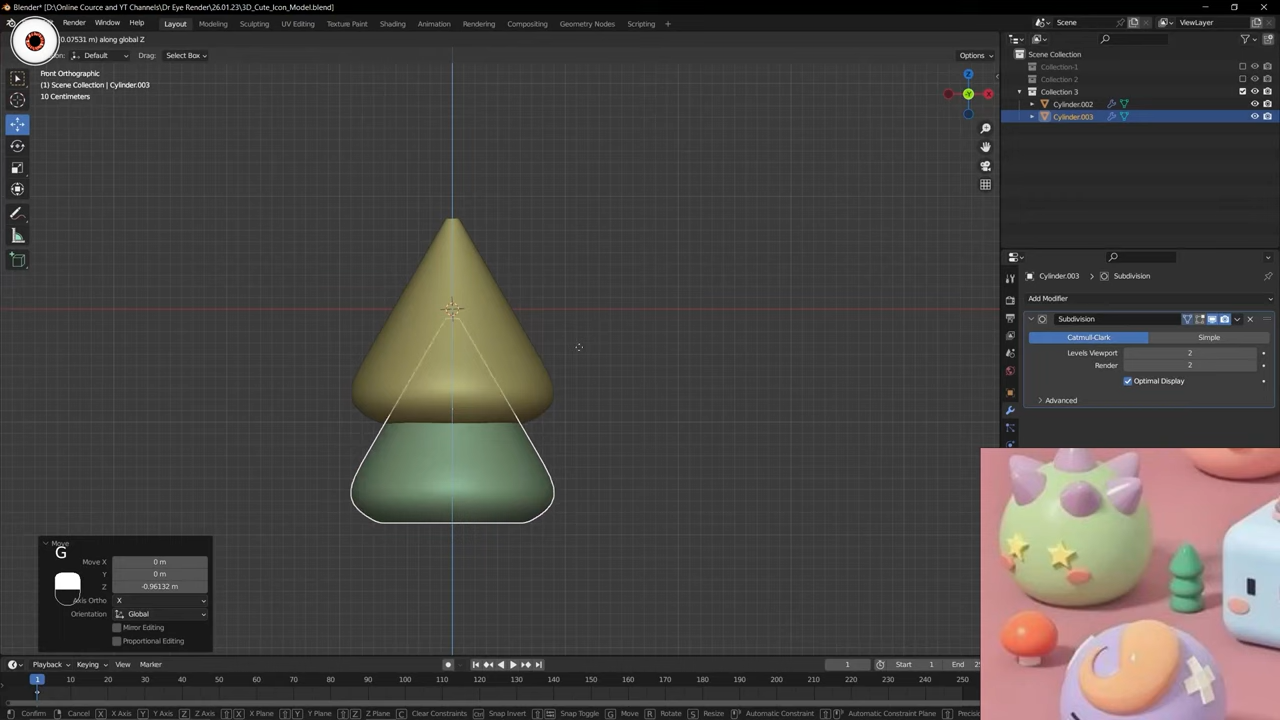 Blender* [D:\Online Cource and YT Channels\Dr Eye Render\26.01.23\3D_Cute_Icon_Model.blend]
Render Window Help
Layout Modeling Sculpting UV Editing Texture Paint Shading Animation Rendering Compositing Geometry Nodes Scripting
Scene ViewLayer
0.07531 m) along global Z
Default Drag: Select Box Options
Front Orthographic
(1) Scene Collection | Cylinder.003
10 Centimeters
Z
Y
X
Scene Collection
Collection-1
Collection 2
Collection 3
Cylinder.002
Cylinder.003
Cylinder.003 > Subdivision
Add Modifier
Subdivision
Catmull-Clark Simple
Levels Viewport 2
Render 2
Optimal Display
Advanced
Move
G
Move X 0 m
Y 0 m
Z -0.96132 m
Axis Ortho X
Orientation Global
Mirror Editing
Proportional Editing
Playback Keying View Marker
1 Start 1 End
1 10 20 30 40 50 60 70 80 90 100 110 120 130 140 150 160 170 180 190 200 210 220 230 240 250
Confirm Cancel X X Axis Y Y Axis Z Z Axis X X Plane Y Y Plane Z Z Plane C Clear Constraints Snap Invert Snap Toggle G Move R Rotate S Resize Automatic Constraint Automatic Constraint Plane